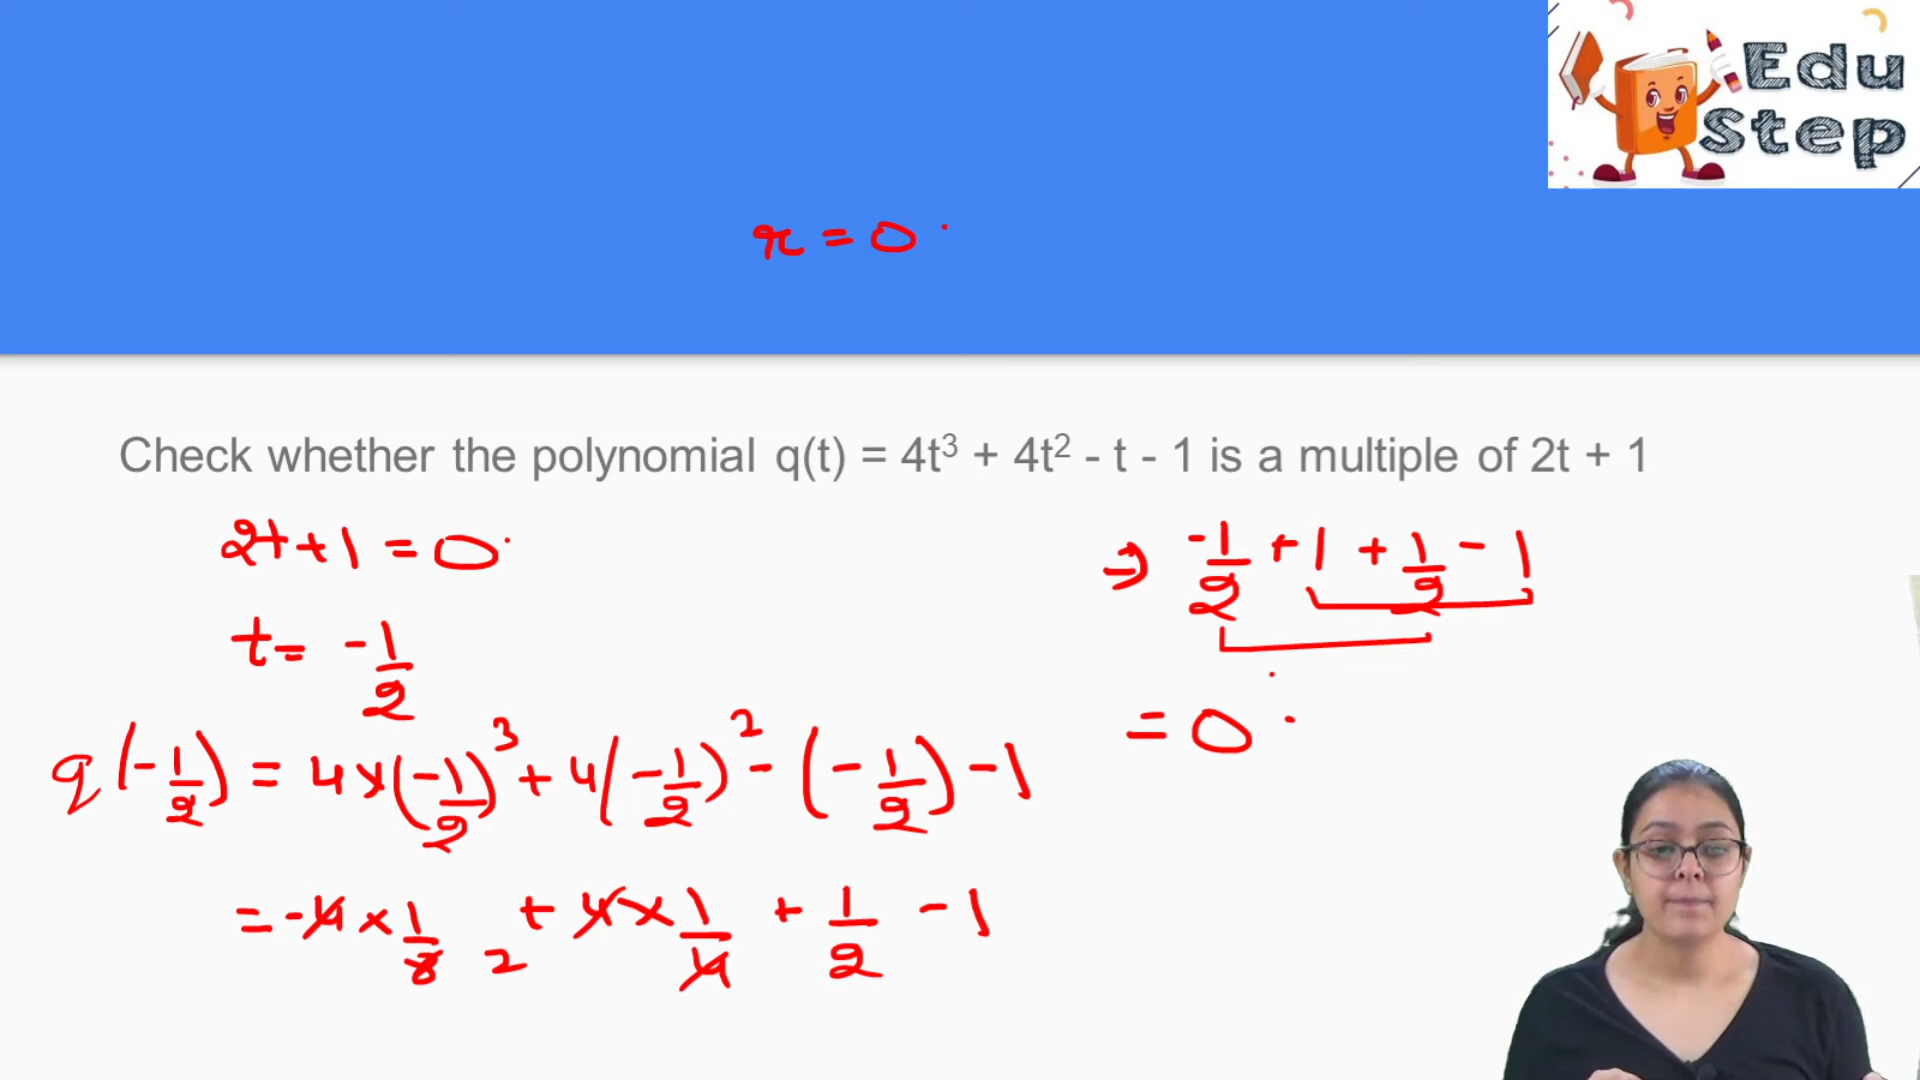 Edu
Step
r = 0.
Check whether the polynomial q(t) = 4t³ + 4t² - t - 1 is a multiple of 2t + 1
2t + 1 = 0.
t = -1/2
q(-1/2) = 4×(-1/2)³ + 4(-1/2)² - (-1/2) - 1
= -4 × 1/8 2 + 4 × 1/4 + 1/2 - 1
⇒ -1/2 + 1 + 1/2 - 1
= 0.